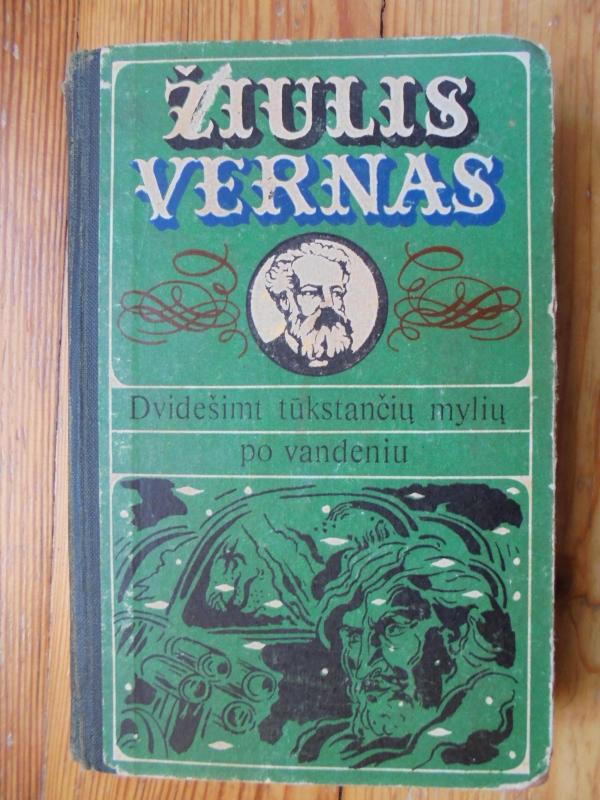 ŽIULIS
VERNAS
Dvidešimt tūkstančių mylių
po vandeniu